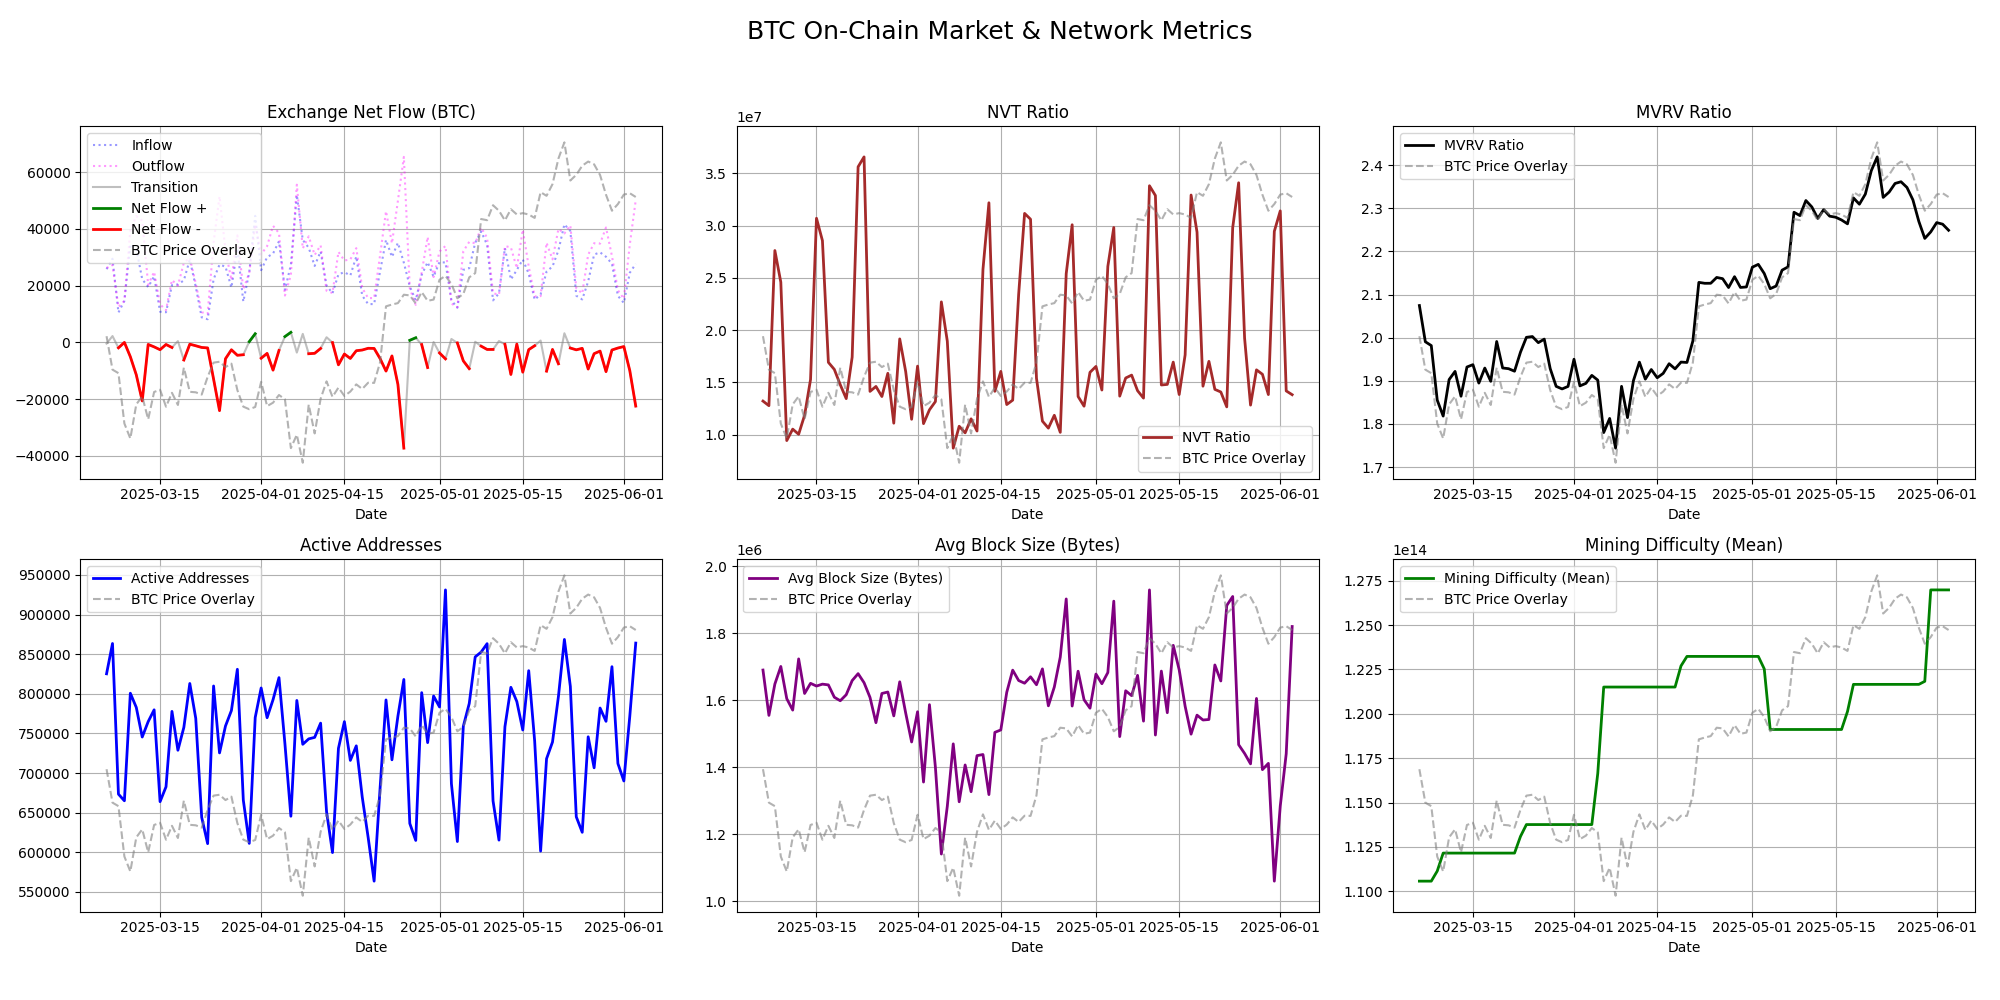 BTC On-Chain Market & Network Metrics
Exchange Net Flow (BTC)
Inflow
Outflow
Transition
Net Flow +
Net Flow -
BTC Price Overlay
60000
40000
20000
0
−20000
−40000
2025-03-15 2025-04-01 2025-04-15 2025-05-01 2025-05-15 2025-06-01
Date
NVT Ratio
1e7
3.5
3.0
2.5
2.0
1.5
1.0
NVT Ratio
BTC Price Overlay
2025-03-15 2025-04-01 2025-04-15 2025-05-01 2025-05-15 2025-06-01
Date
MVRV Ratio
MVRV Ratio
BTC Price Overlay
2.4
2.3
2.2
2.1
2.0
1.9
1.8
1.7
2025-03-15 2025-04-01 2025-04-15 2025-05-01 2025-05-15 2025-06-01
Date
Active Addresses
Active Addresses
BTC Price Overlay
950000
900000
850000
800000
750000
700000
650000
600000
550000
2025-03-15 2025-04-01 2025-04-15 2025-05-01 2025-05-15 2025-06-01
Date
Avg Block Size (Bytes)
1e6
Avg Block Size (Bytes)
BTC Price Overlay
2.0
1.8
1.6
1.4
1.2
1.0
2025-03-15 2025-04-01 2025-04-15 2025-05-01 2025-05-15 2025-06-01
Date
Mining Difficulty (Mean)
1e14
Mining Difficulty (Mean)
BTC Price Overlay
1.275
1.250
1.225
1.200
1.175
1.150
1.125
1.100
2025-03-15 2025-04-01 2025-04-15 2025-05-01 2025-05-15 2025-06-01
Date